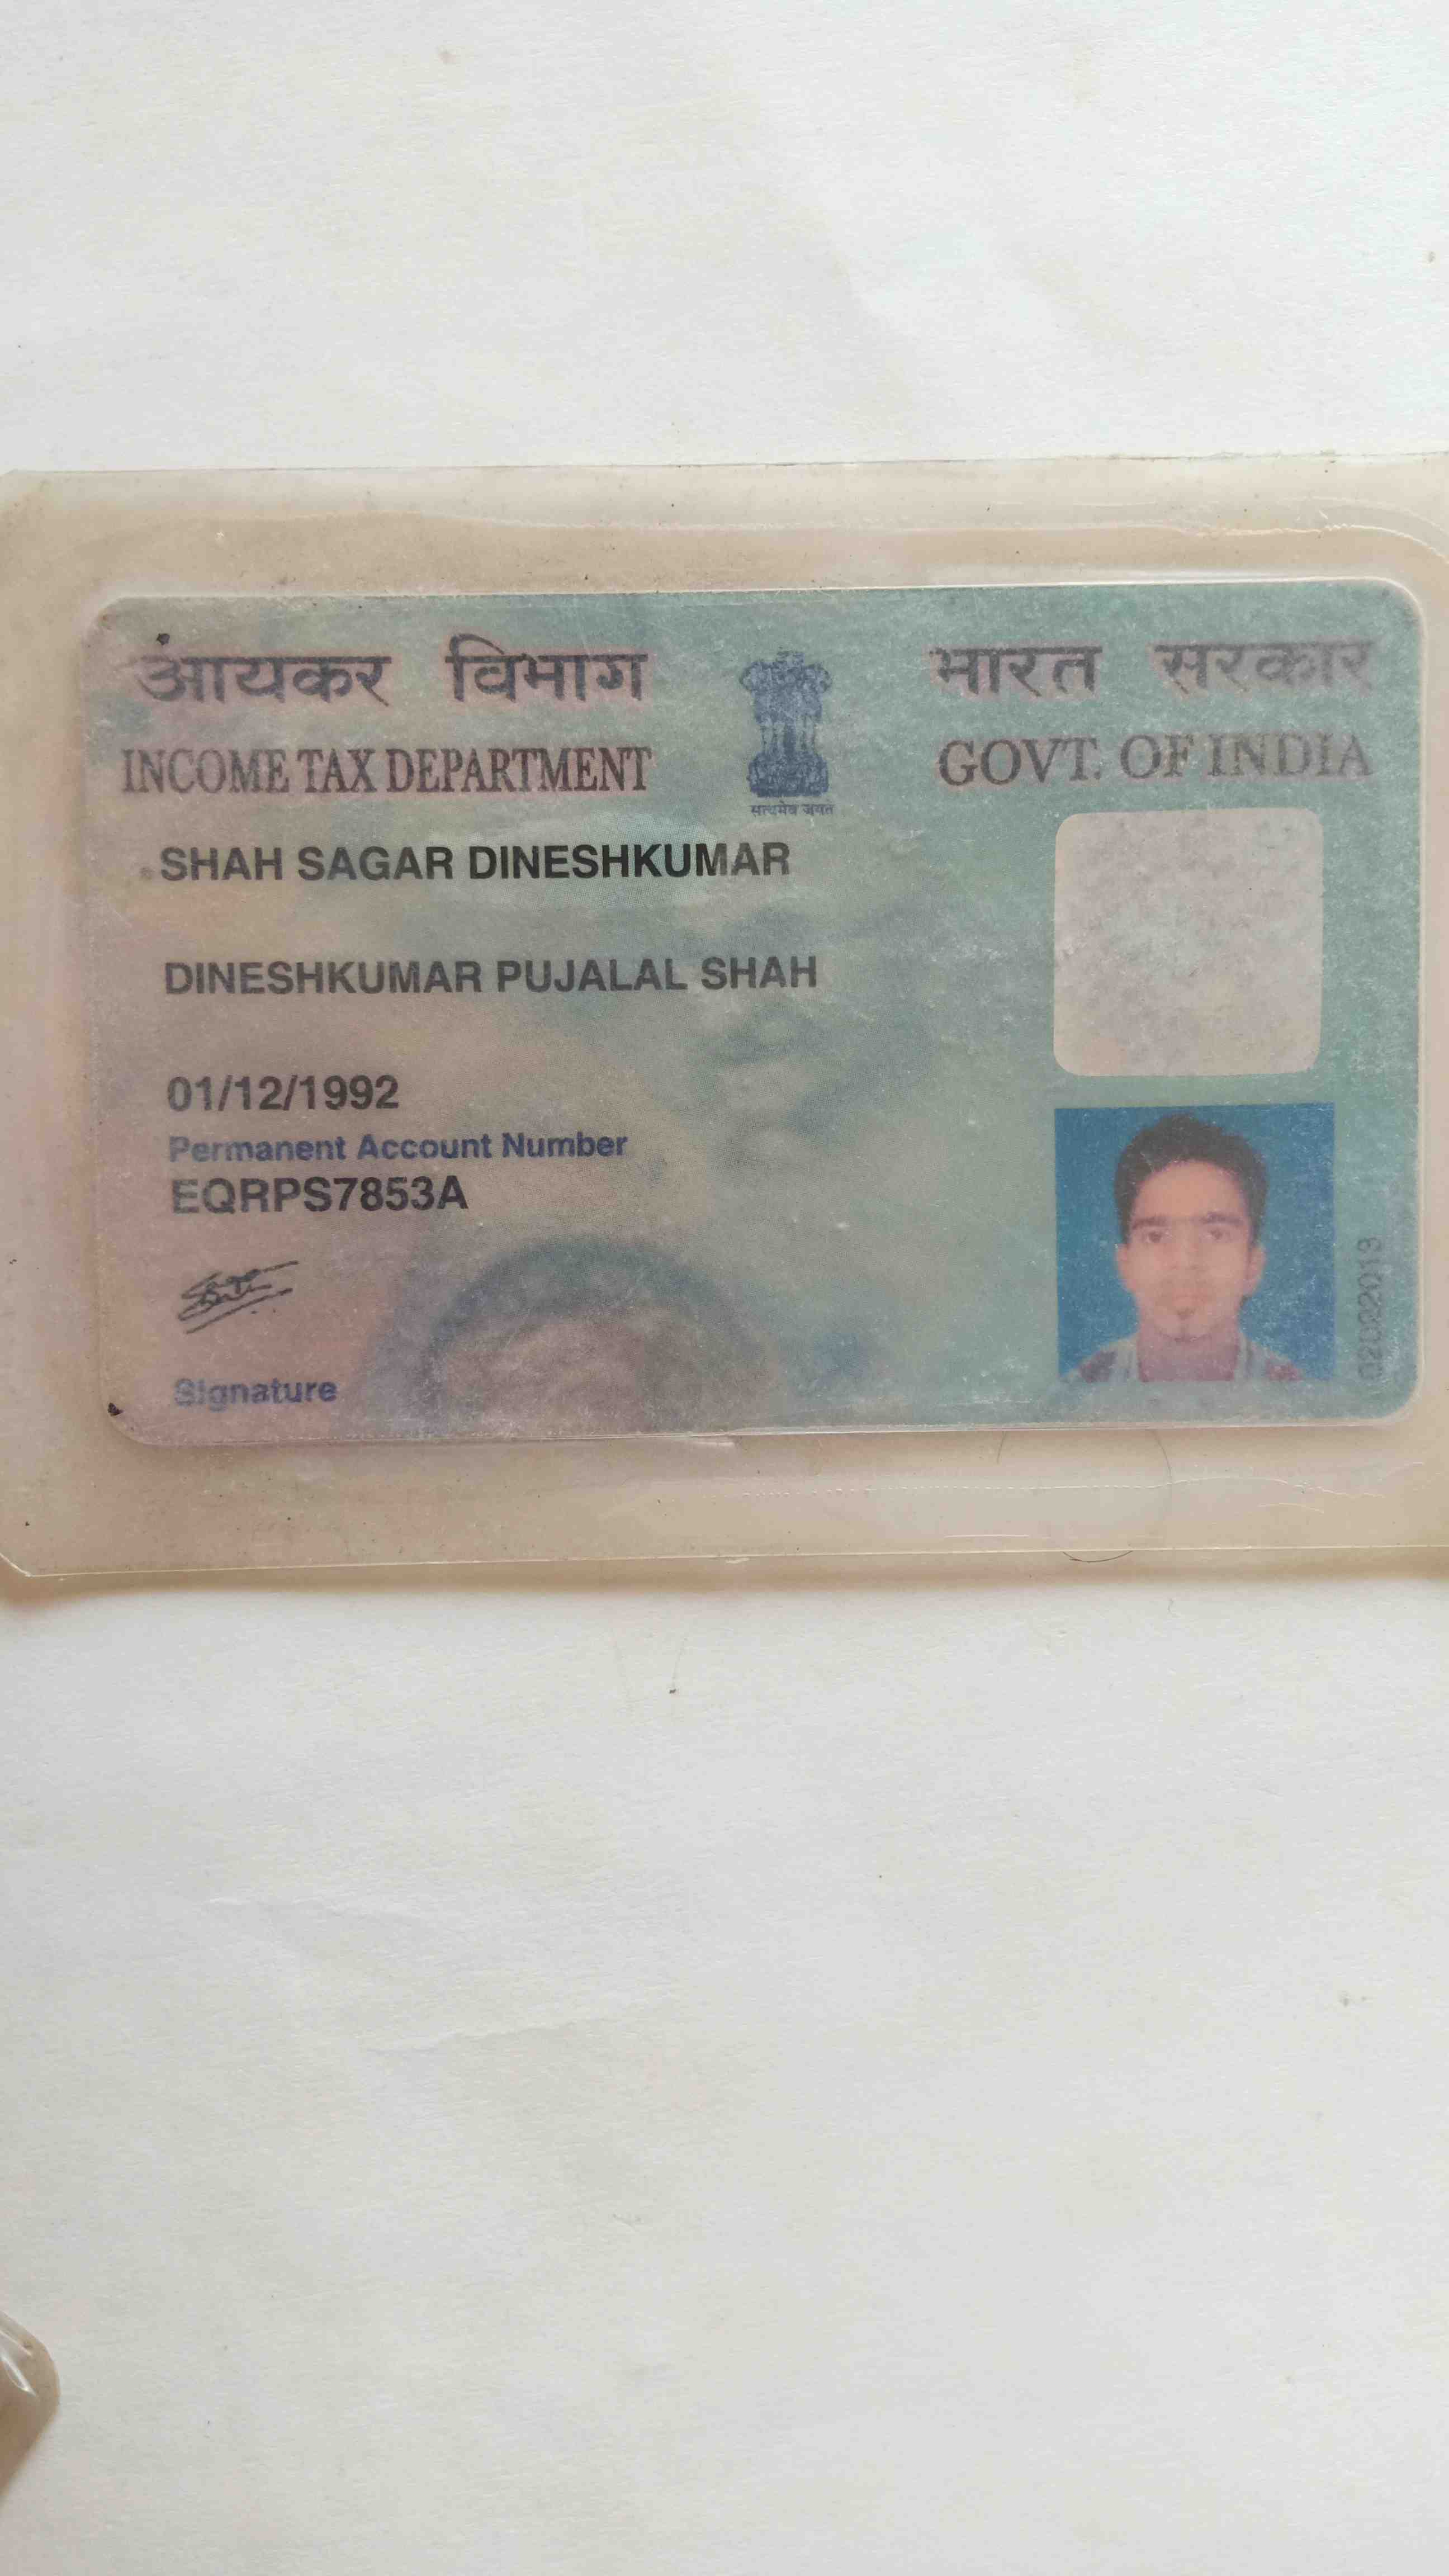 आयकर विभाग
INCOME TAX DEPARTMENT
भारत सरकार
GOVT. OF INDIA
सत्यमेव जयते
SHAH SAGAR DINESHKUMAR
DINESHKUMAR PUJALAL SHAH
01/12/1992
Permanent Account Number
EQRPS7853A
Signature
02022013